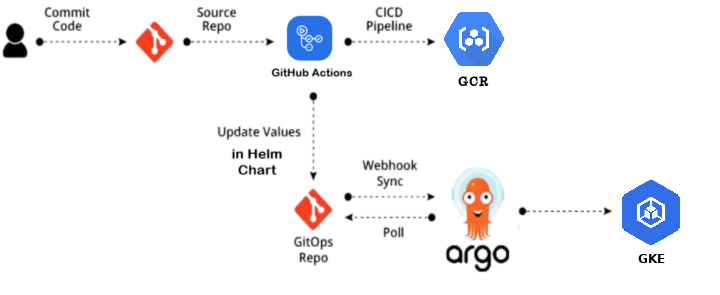 Commit
Code
Source
Repo
CICD
Pipeline
GitHub Actions
GCR
Update Values
in Helm
Chart
Webhook
Sync
Poll
GitOps
Repo
argo
GKE